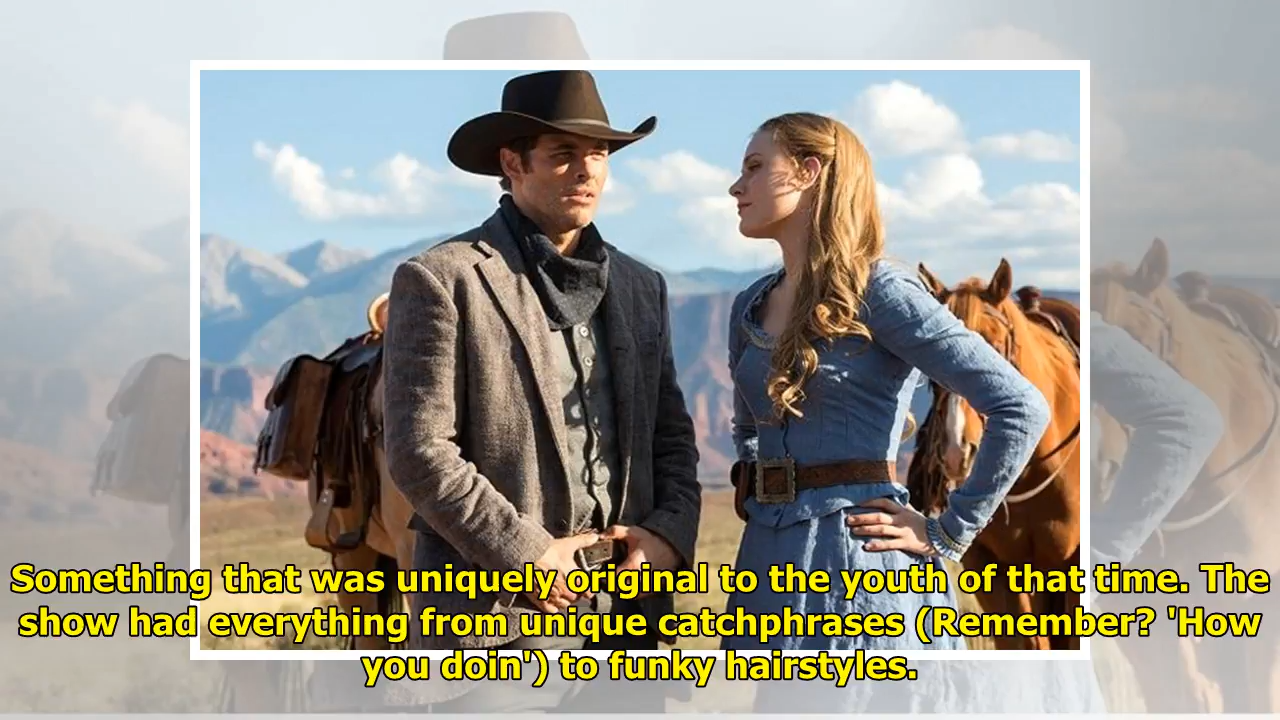 Something that was uniquely original to the youth of that time. The
show had everything from unique catchphrases (Remember? 'How
you doin') to funky hairstyles.